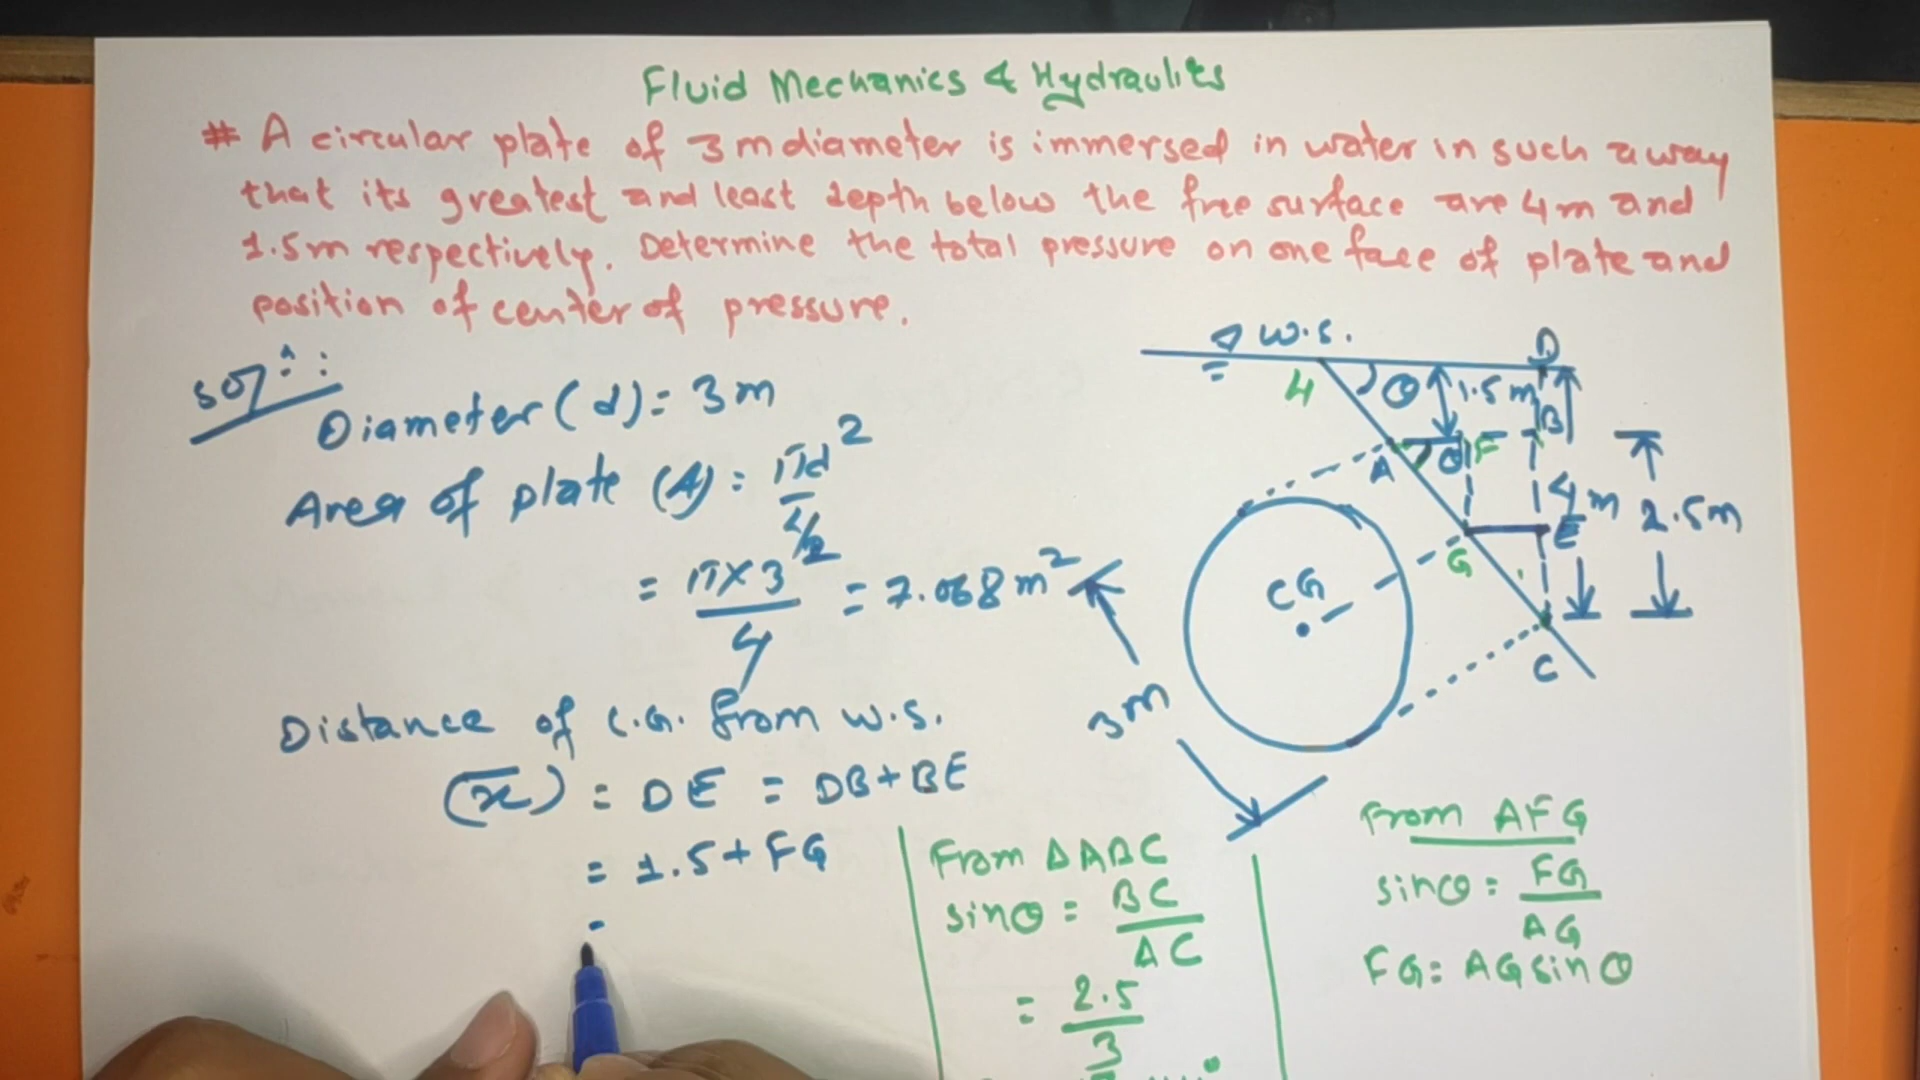 Fluid Mechanics & Hydraulics
# A circular plate of 3m diameter is immersed in water in such a way
that its greatest and least depth below the free surface are 4m and
1.5m respectively. Determine the total pressure on one face of plate and
position of center of pressure.
Solⁿ:
Diameter (d) = 3m
Area of plate (A) = πd²/4
= π×3²/4 = 7.068 m²
Distance of C.G. from W.S.
(x̄) = DE = DB + BE
= 1.5 + FG
=
W.S.
D
H
θ
1.5m
B
A
θ
F
4m
2.5m
G
E
CG
C
3m
From ΔABC
sinθ = BC/AC
= 2.5/3
From AFG
sinθ = FG/AG
FG = AG sinθ